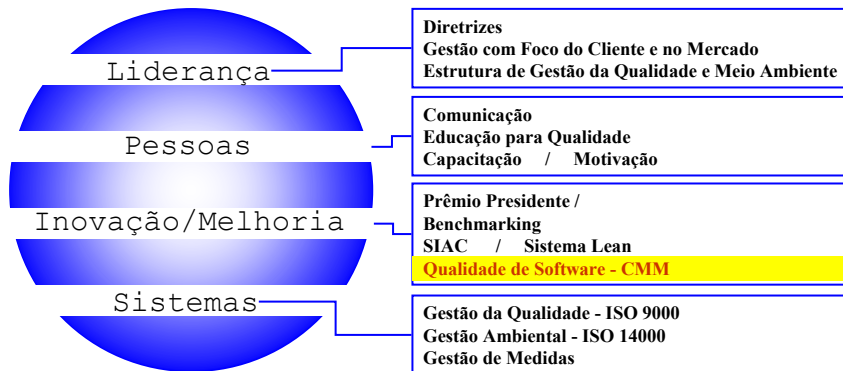 Liderança
Diretrizes
Gestão com Foco do Cliente e no Mercado
Estrutura de Gestão da Qualidade e Meio Ambiente
Pessoas
Comunicação
Educação para Qualidade
Capacitação / Motivação
Inovação/Melhoria
Prêmio Presidente /
Benchmarking
SIAC / Sistema Lean
Qualidade de Software - CMM
Sistemas
Gestão da Qualidade - ISO 9000
Gestão Ambiental - ISO 14000
Gestão de Medidas